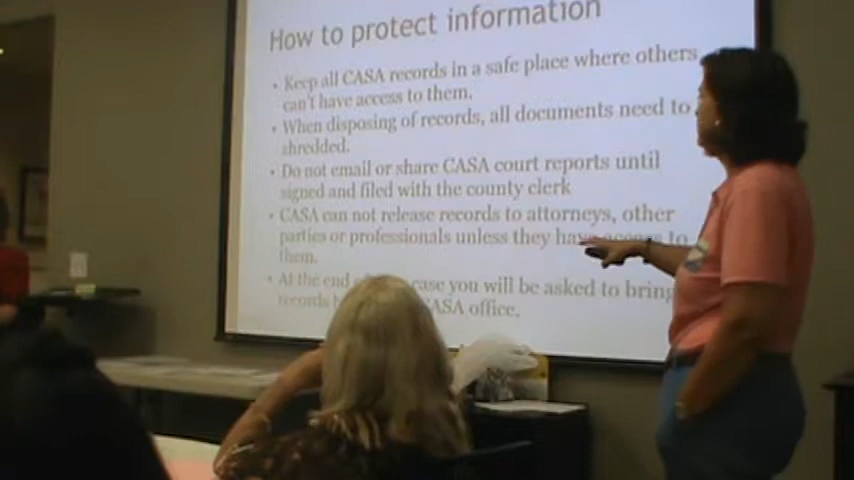 How to protect information
• Keep all CASA records in a safe place where others
can't have access to them.
• When disposing of records, all documents need to
shredded.
• Do not email or share CASA court reports until
signed and filed with the county clerk
• CASA can not release records to attorneys, other
parties or professionals unless they have access to
them.
• At the end case you will be asked to bring
records CASA office.